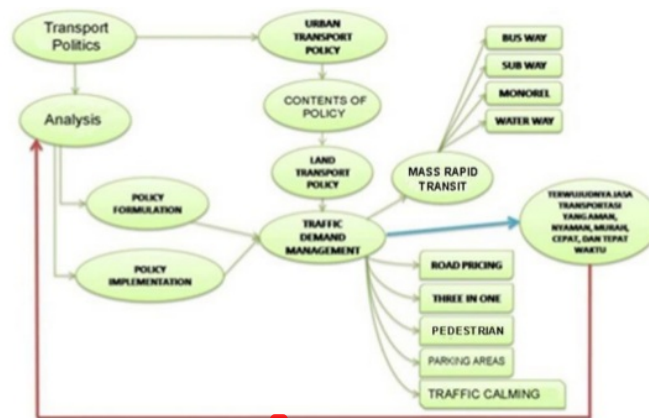 Transport
Politics
URBAN
TRANSPORT
POLICY
BUS WAY
SUB WAY
MONOREL
WATER WAY
Analysis
CONTENTS OF
POLICY
LAND
TRANSPORT
POLICY
MASS RAPID
TRANSIT
POLICY
FORMULATION
TRAFFIC
DEMAND
MANAGEMENT
TERWUJUDNYA JASA
TRANSPORTASI
YANG AMAN,
NYAMAN, MURAH,
CEPAT, DAN TEPAT
WAKTU
POLICY
IMPLEMENTATION
ROAD PRICING
THREE IN ONE
PEDESTRIAN
PARKING AREAS
TRAFFIC CALMING